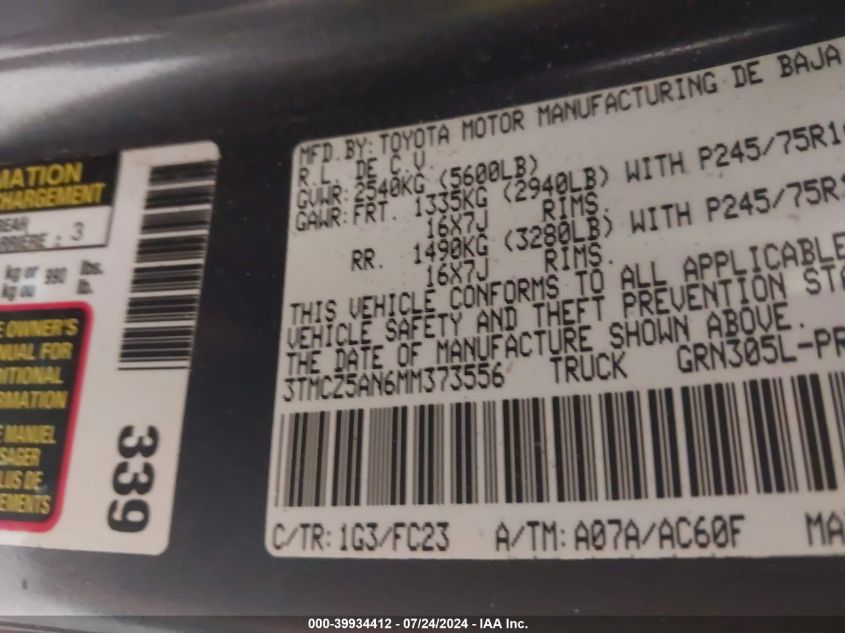 MATION
CHARGEMENT
REAR
ARRIERE : 3
kg or 990 lbs.
kg ou lb.
E OWNER'S
NUAL FOR
DITIONAL
FORMATION
E MANUEL
SAGER
PLUS DE
EMENTS
339
MFD. BY: TOYOTA MOTOR MANUFACTURING DE BAJA
R.L. DE C.V.
GVWR: 2540KG (5600LB)
GAWR: FRT. 1335KG (2940LB) WITH P245/75R1
16X7J RIMS,
RR. 1490KG (3280LB) WITH P245/75R1
16X7J RIMS.
THIS VEHICLE CONFORMS TO ALL APPLICABLE
VEHICLE SAFETY AND THEFT PREVENTION STA
THE DATE OF MANUFACTURE SHOWN ABOVE.
3TMCZ5AN6MM373556 TRUCK GRN305L-PR
C/TR: 1G3/FC23 A/TM: A07A/AC60F MA
000-39934412 - 07/24/2024 - IAA Inc.